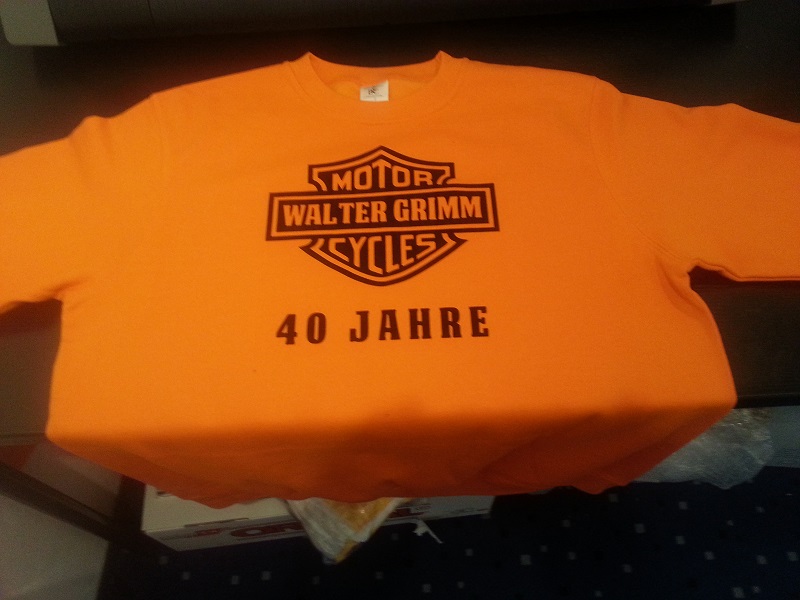 MOTOR
WALTER GRIMM
CYCLES
40 JAHRE